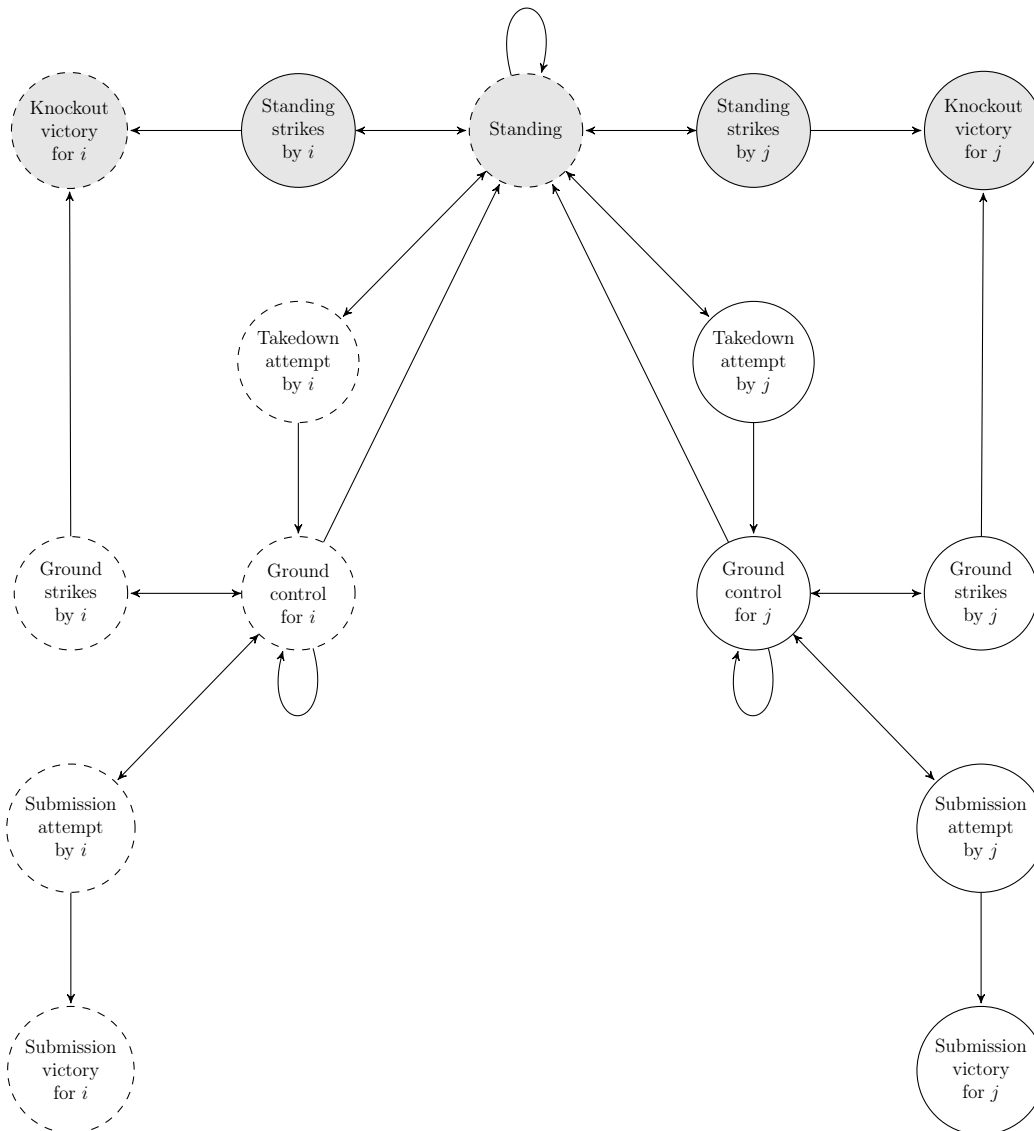 Knockout
victory
for i
Standing
strikes
by i
Standing
Standing
strikes
by j
Knockout
victory
for j
Takedown
attempt
by i
Takedown
attempt
by j
Ground
strikes
by i
Ground
control
for i
Ground
control
for j
Ground
strikes
by j
Submission
attempt
by i
Submission
attempt
by j
Submission
victory
for i
Submission
victory
for j